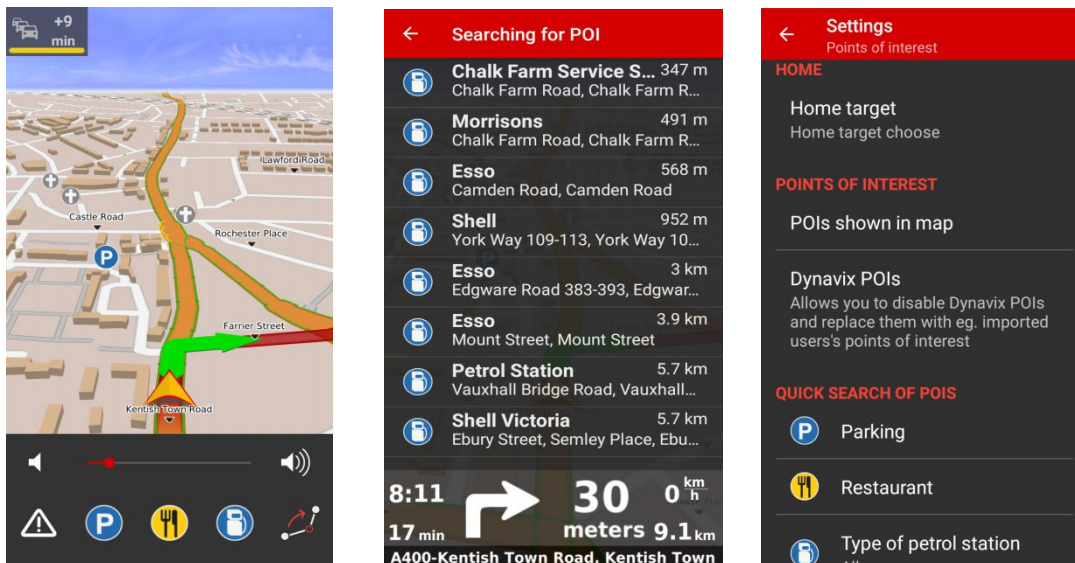 +9
min
Lawford Road
Castle Road
Rochester Place
P
Farrier Street
Kentish Town Road
P
Searching for POI
Chalk Farm Service S... 347 m
Chalk Farm Road, Chalk Farm R...
Morrisons 491 m
Chalk Farm Road, Chalk Farm R...
Esso 568 m
Camden Road, Camden Road
Shell 952 m
York Way 109-113, York Way 10...
Esso 3 km
Edgware Road 383-393, Edgwar...
Esso 3.9 km
Mount Street, Mount Street
Petrol Station 5.7 km
Vauxhall Bridge Road, Vauxhall...
Shell Victoria 5.7 km
Ebury Street, Semley Place, Ebu...
8:11 30 0 km/h
17 min meters 9.1 km
A400-Kentish Town Road, Kentish Town
Settings
Points of interest
HOME
Home target
Home target choose
POINTS OF INTEREST
POIs shown in map
Dynavix POIs
Allows you to disable Dynavix POIs
and replace them with eg. imported
users's points of interest
QUICK SEARCH OF POIS
P Parking
Restaurant
Type of petrol station